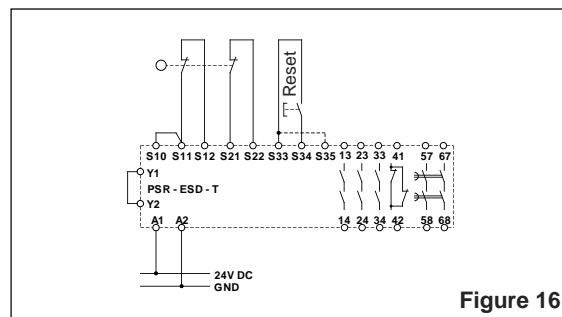 Reset
S10 S11 S12 S21 S22 S33 S34 S35 13 23 33 41 57 67
Y1
PSR - ESD - T
Y2
A1 A2 14 24 34 42 58 68
24V DC
GND
Figure 16